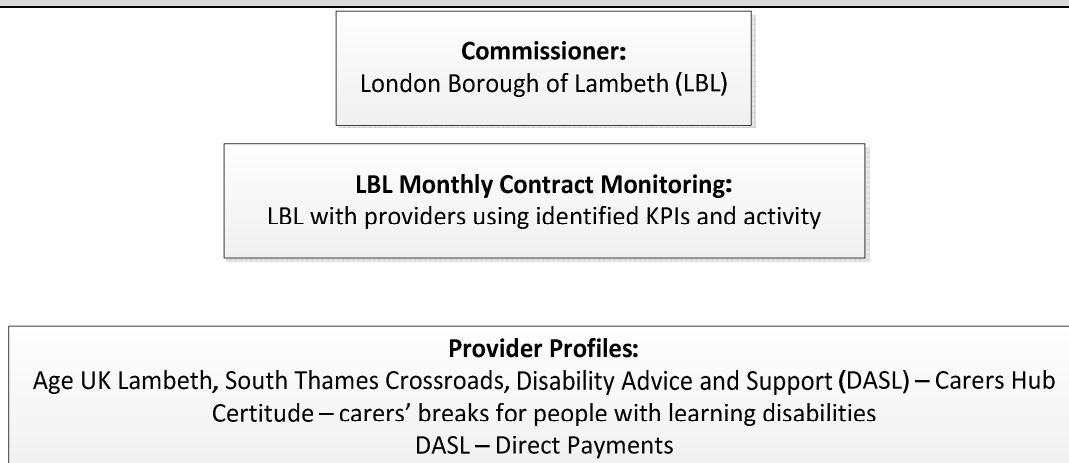 Commissioner:
London Borough of Lambeth (LBL)
LBL Monthly Contract Monitoring:
LBL with providers using identified KPIs and activity
Provider Profiles:
Age UK Lambeth, South Thames Crossroads, Disability Advice and Support (DASL) – Carers Hub
Certitude – carers’ breaks for people with learning disabilities
DASL – Direct Payments